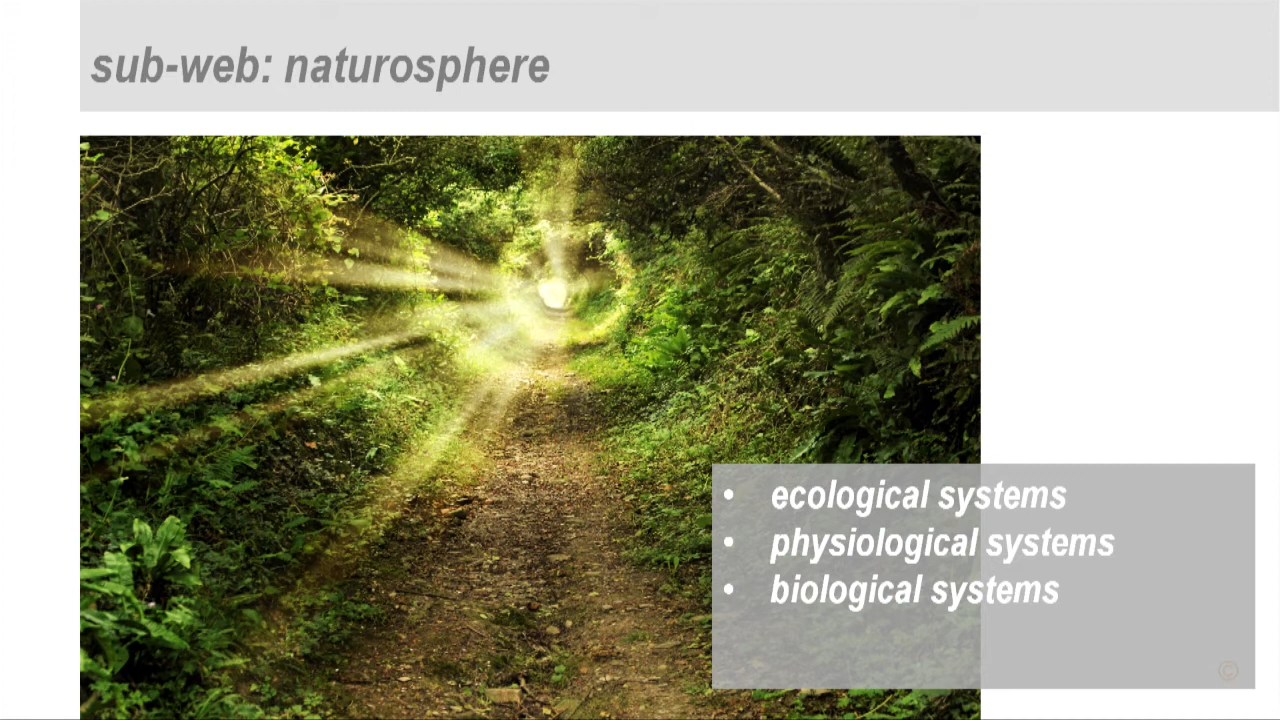 sub-web: naturosphere
• ecological systems
• physiological systems
• biological systems
©